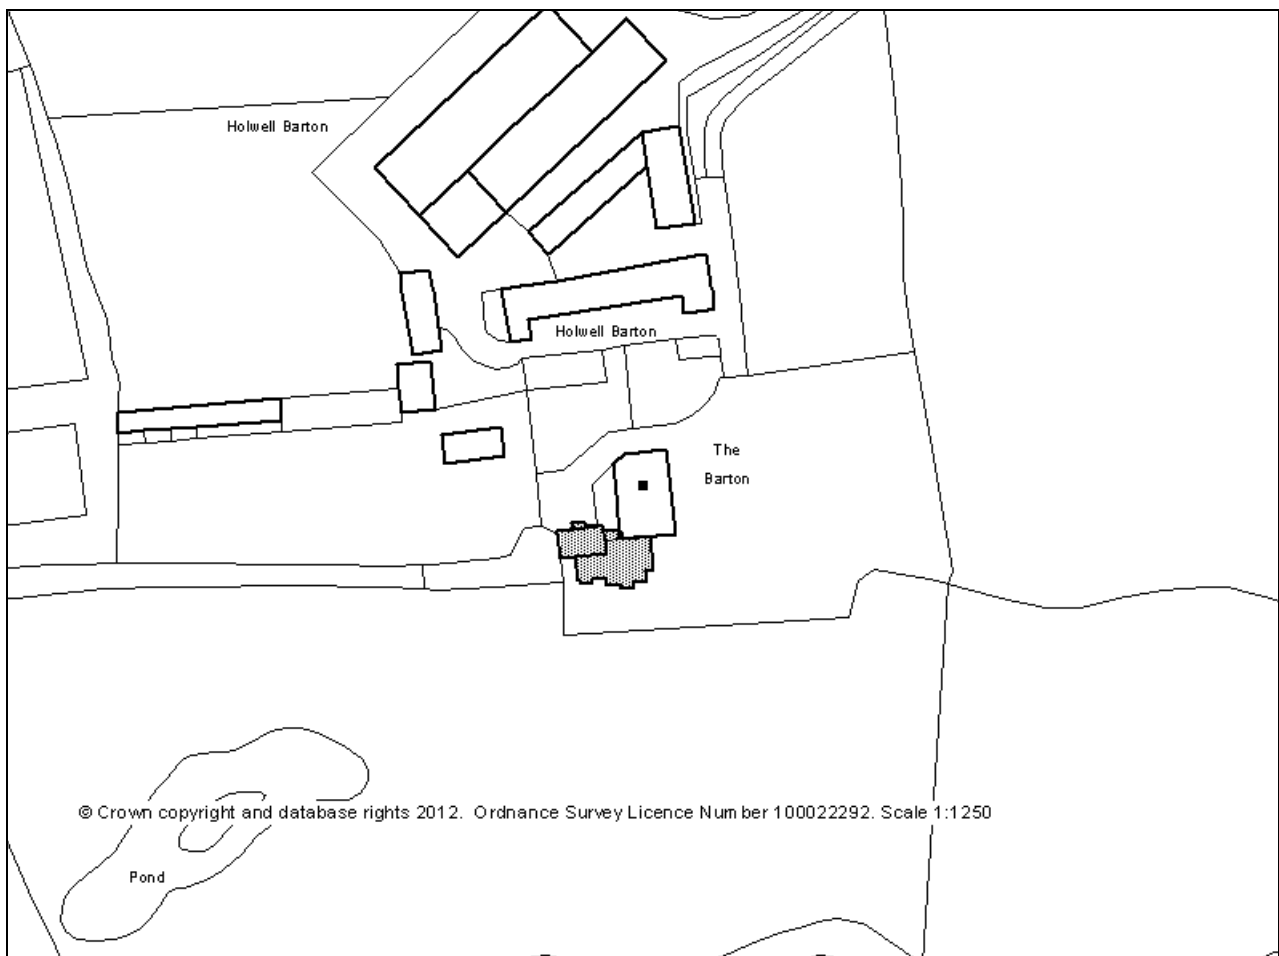 Holwell Barton
Holwell Barton
The
Barton
© Crown copyright and database rights 2012. Ordnance Survey Licence Number 100022292. Scale 1:1250
Pond